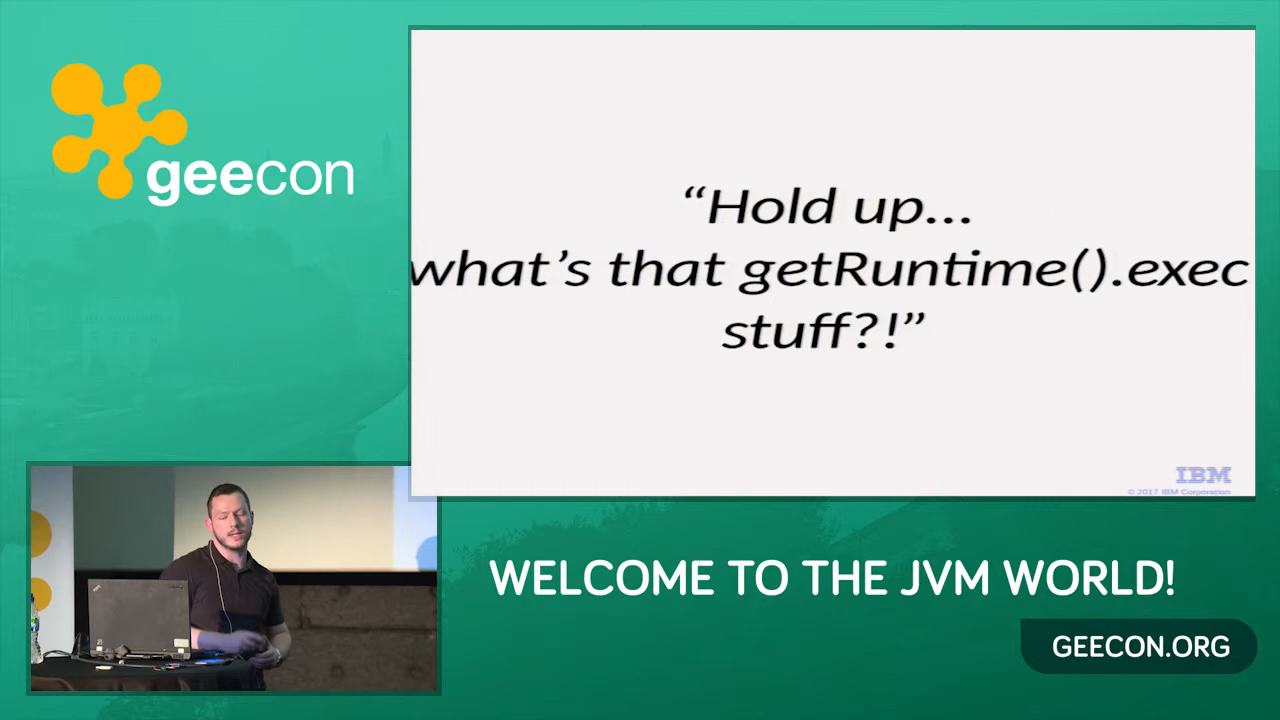 geecon
“Hold up...
what’s that getRuntime().exec
stuff?!”
IBM
© 2017 IBM Corporation
WELCOME TO THE JVM WORLD!
GEECON.ORG